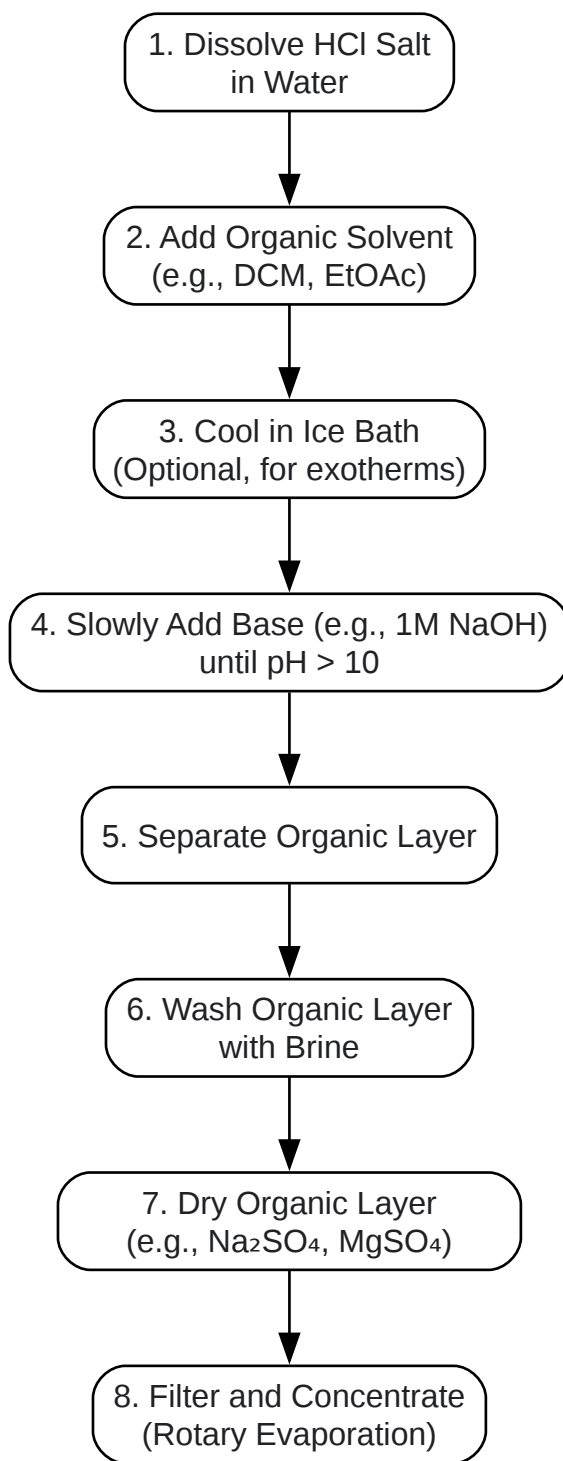 1. Dissolve HCl Salt
in Water
2. Add Organic Solvent
(e.g., DCM, EtOAc)
3. Cool in Ice Bath
(Optional, for exotherms)
4. Slowly Add Base (e.g., 1M NaOH)
until pH > 10
5. Separate Organic Layer
6. Wash Organic Layer
with Brine
7. Dry Organic Layer
(e.g., Na₂SO₄, MgSO₄)
8. Filter and Concentrate
(Rotary Evaporation)